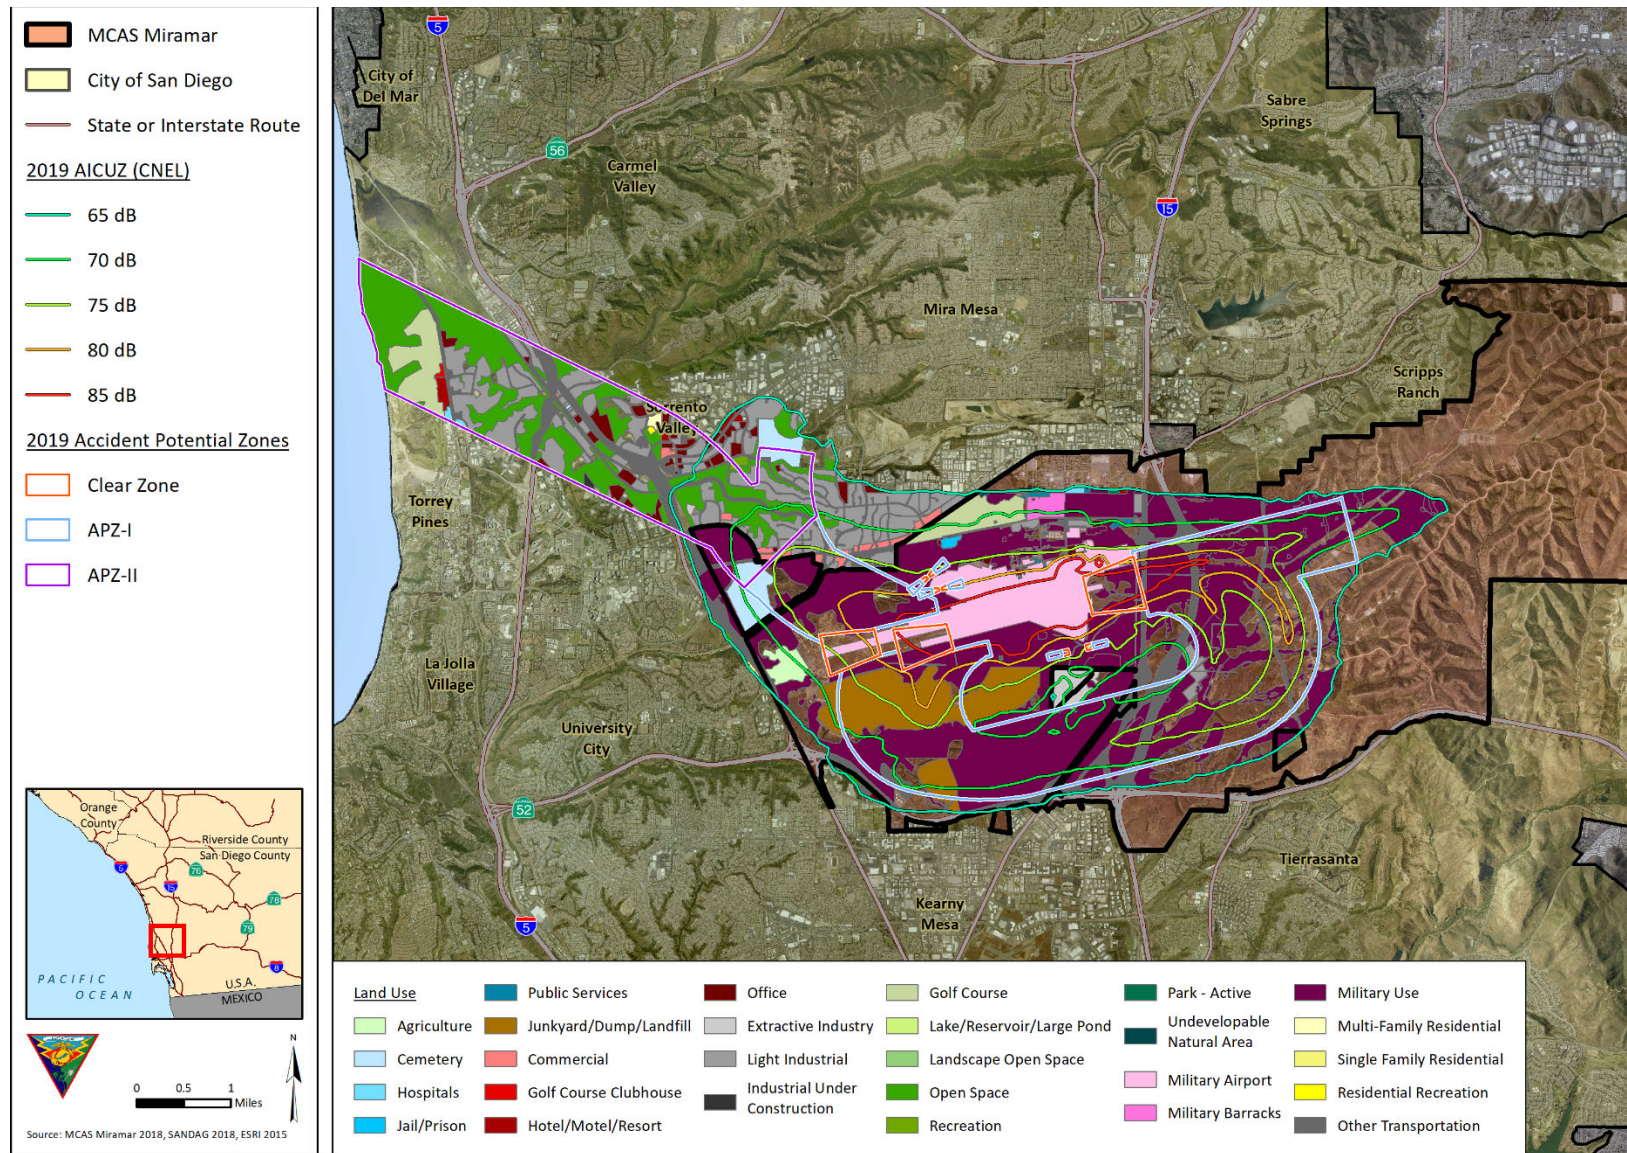 MCAS Miramar
City of San Diego
State or Interstate Route
2019 AICUZ (CNEL)
65 dB
70 dB
75 dB
80 dB
85 dB
2019 Accident Potential Zones
Clear Zone
APZ-I
APZ-II
Orange
County
Riverside County
San Diego County
5
15
76
78
79
8
PACIFIC
OCEAN
U.S.A.
MEXICO
N
0 0.5 1
Miles
Source: MCAS Miramar 2018, SANDAG 2018, ESRI 2015
5
City of
Del Mar
56
Carmel
Valley
Sabre
Springs
15
Mira Mesa
Scripps
Ranch
Sorrento
Valley
Torrey
Pines
La Jolla
Village
University
City
52
5
Kearny
Mesa
Tierrasanta
Land Use
Agriculture
Cemetery
Hospitals
Jail/Prison
Public Services
Junkyard/Dump/Landfill
Commercial
Golf Course Clubhouse
Hotel/Motel/Resort
Office
Extractive Industry
Light Industrial
Industrial Under
Construction
Golf Course
Lake/Reservoir/Large Pond
Landscape Open Space
Open Space
Recreation
Park - Active
Undevelopable
Natural Area
Military Airport
Military Barracks
Military Use
Multi-Family Residential
Single Family Residential
Residential Recreation
Other Transportation